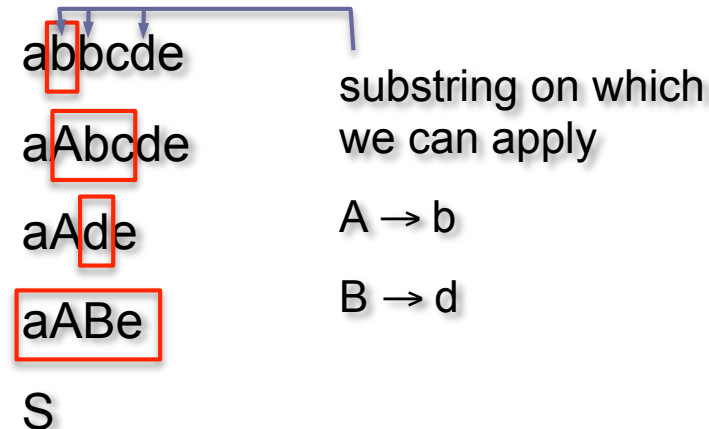 abbcde
aAbcde
aAde
aABe
S
substring on which
we can apply
A → b
B → d